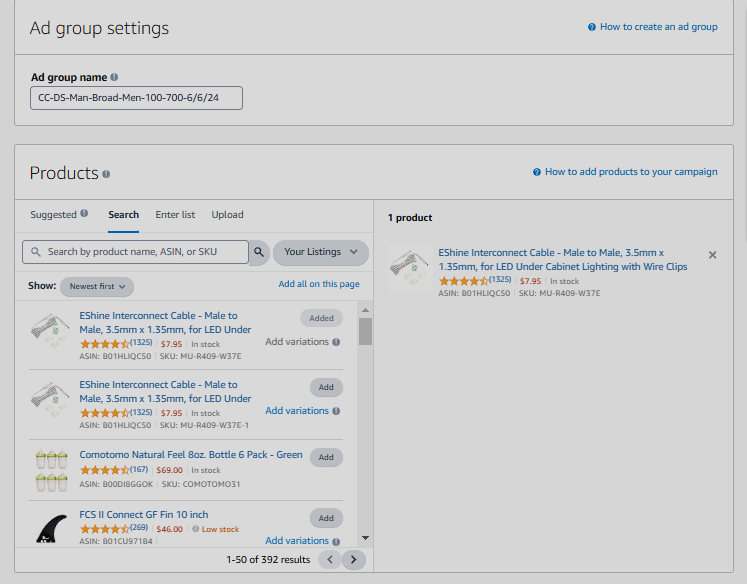 Ad group settings
How to create an ad group
Ad group name
CC-DS-Man-Broad-Men-100-700-6/6/24
Products
How to add products to your campaign
Suggested
Search
Enter list
Upload
Search by product name, ASIN, or SKU
Your Listings
Show:
Newest first
Add all on this page
EShine Interconnect Cable - Male to
Male, 3.5mm x 1.35mm, for LED Under
(1325) $7.95 In stock
ASIN: B01HLIQC50 SKU: MU-R409-W37E
Added
Add variations
EShine Interconnect Cable - Male to
Male, 3.5mm x 1.35mm, for LED Under
(1325) $7.95 In stock
ASIN: B01HLIQC50 SKU: MU-R409-W37E-1
Add
Add variations
Comotomo Natural Feel 8oz. Bottle 6 Pack - Green
(167) $69.00 In stock
ASIN: B00DI8GGOK SKU: COMOTOMO31
Add
FCS II Connect GF Fin 10 inch
(269) $46.00 Low stock
ASIN: B01CU971B4
Add
Add variations
1-50 of 392 results
1 product
EShine Interconnect Cable - Male to Male, 3.5mm x
1.35mm, for LED Under Cabinet Lighting with Wire Clips
(1325) $7.95 In stock
ASIN: B01HLIQC50 SKU: MU-R409-W37E